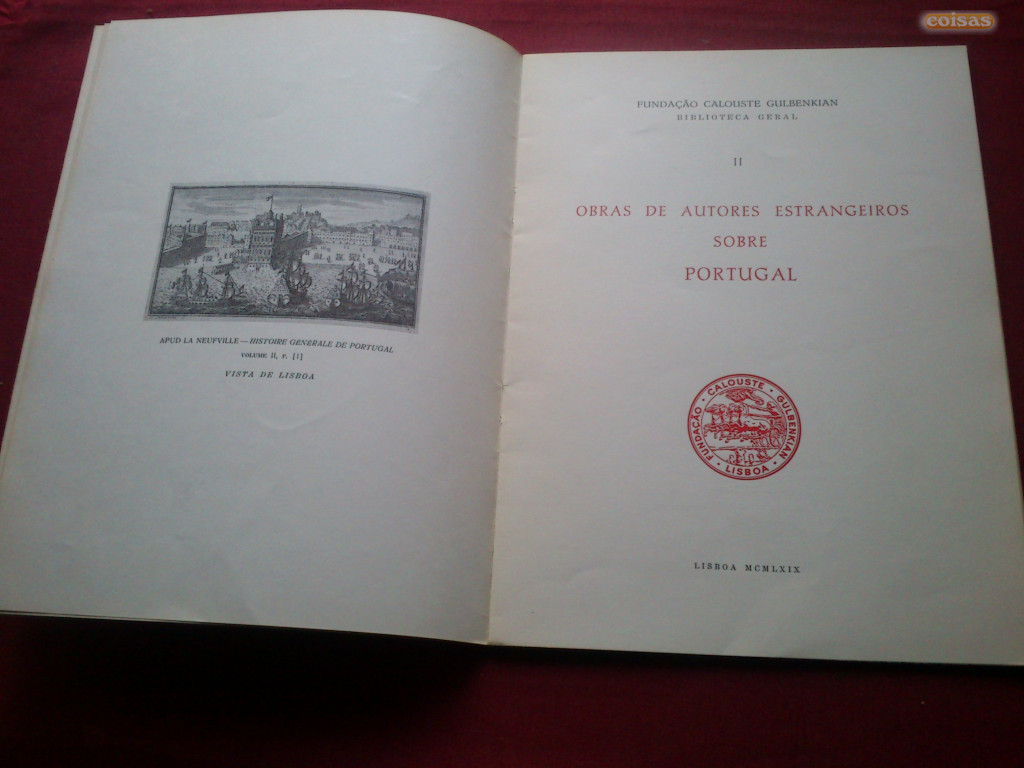 coisas
APUD LA NEUFVILLE — HISTOIRE GENERALE DE PORTUGAL
VOLUME II, P. [1]
VISTA DE LISBOA
FUNDAÇÃO CALOUSTE GULBENKIAN
BIBLIOTECA GERAL
II
OBRAS DE AUTORES ESTRANGEIROS
SOBRE
PORTUGAL
FUNDAÇÃO · CALOUSTE · GULBENKIAN · LISBOA ·
LISBOA MCMLXIX